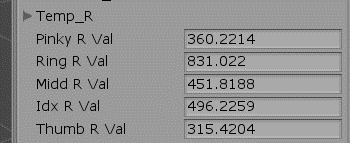 Temp_R
Pinky R Val 360.2214
Ring R Val 831.022
Midd R Val 451.8188
Idx R Val 496.2259
Thumb R Val 315.4204